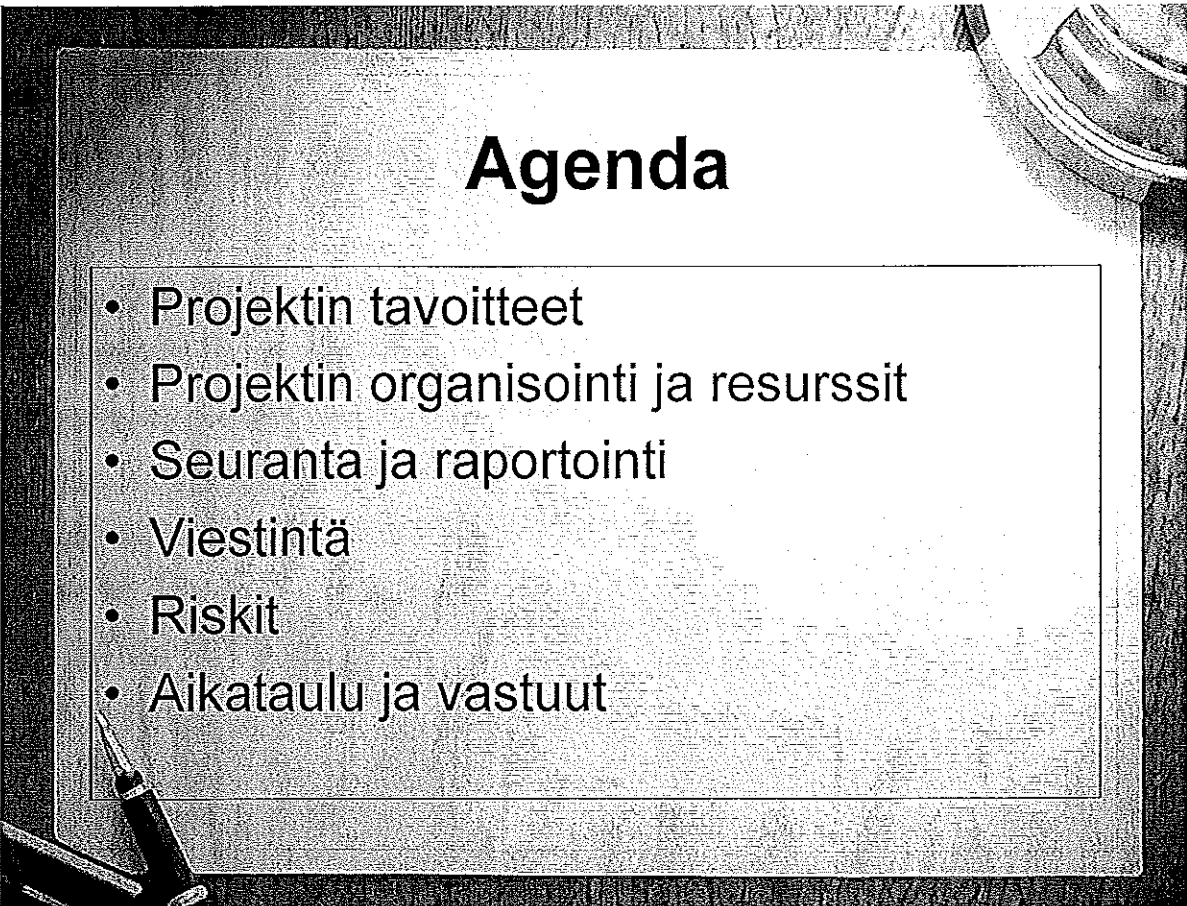 Agenda
• Projektin tavoitteet
• Projektin organisointi ja resurssit
• Seuranta ja raportointi
• Viestintä
• Riskit
• Aikataulu ja vastuut